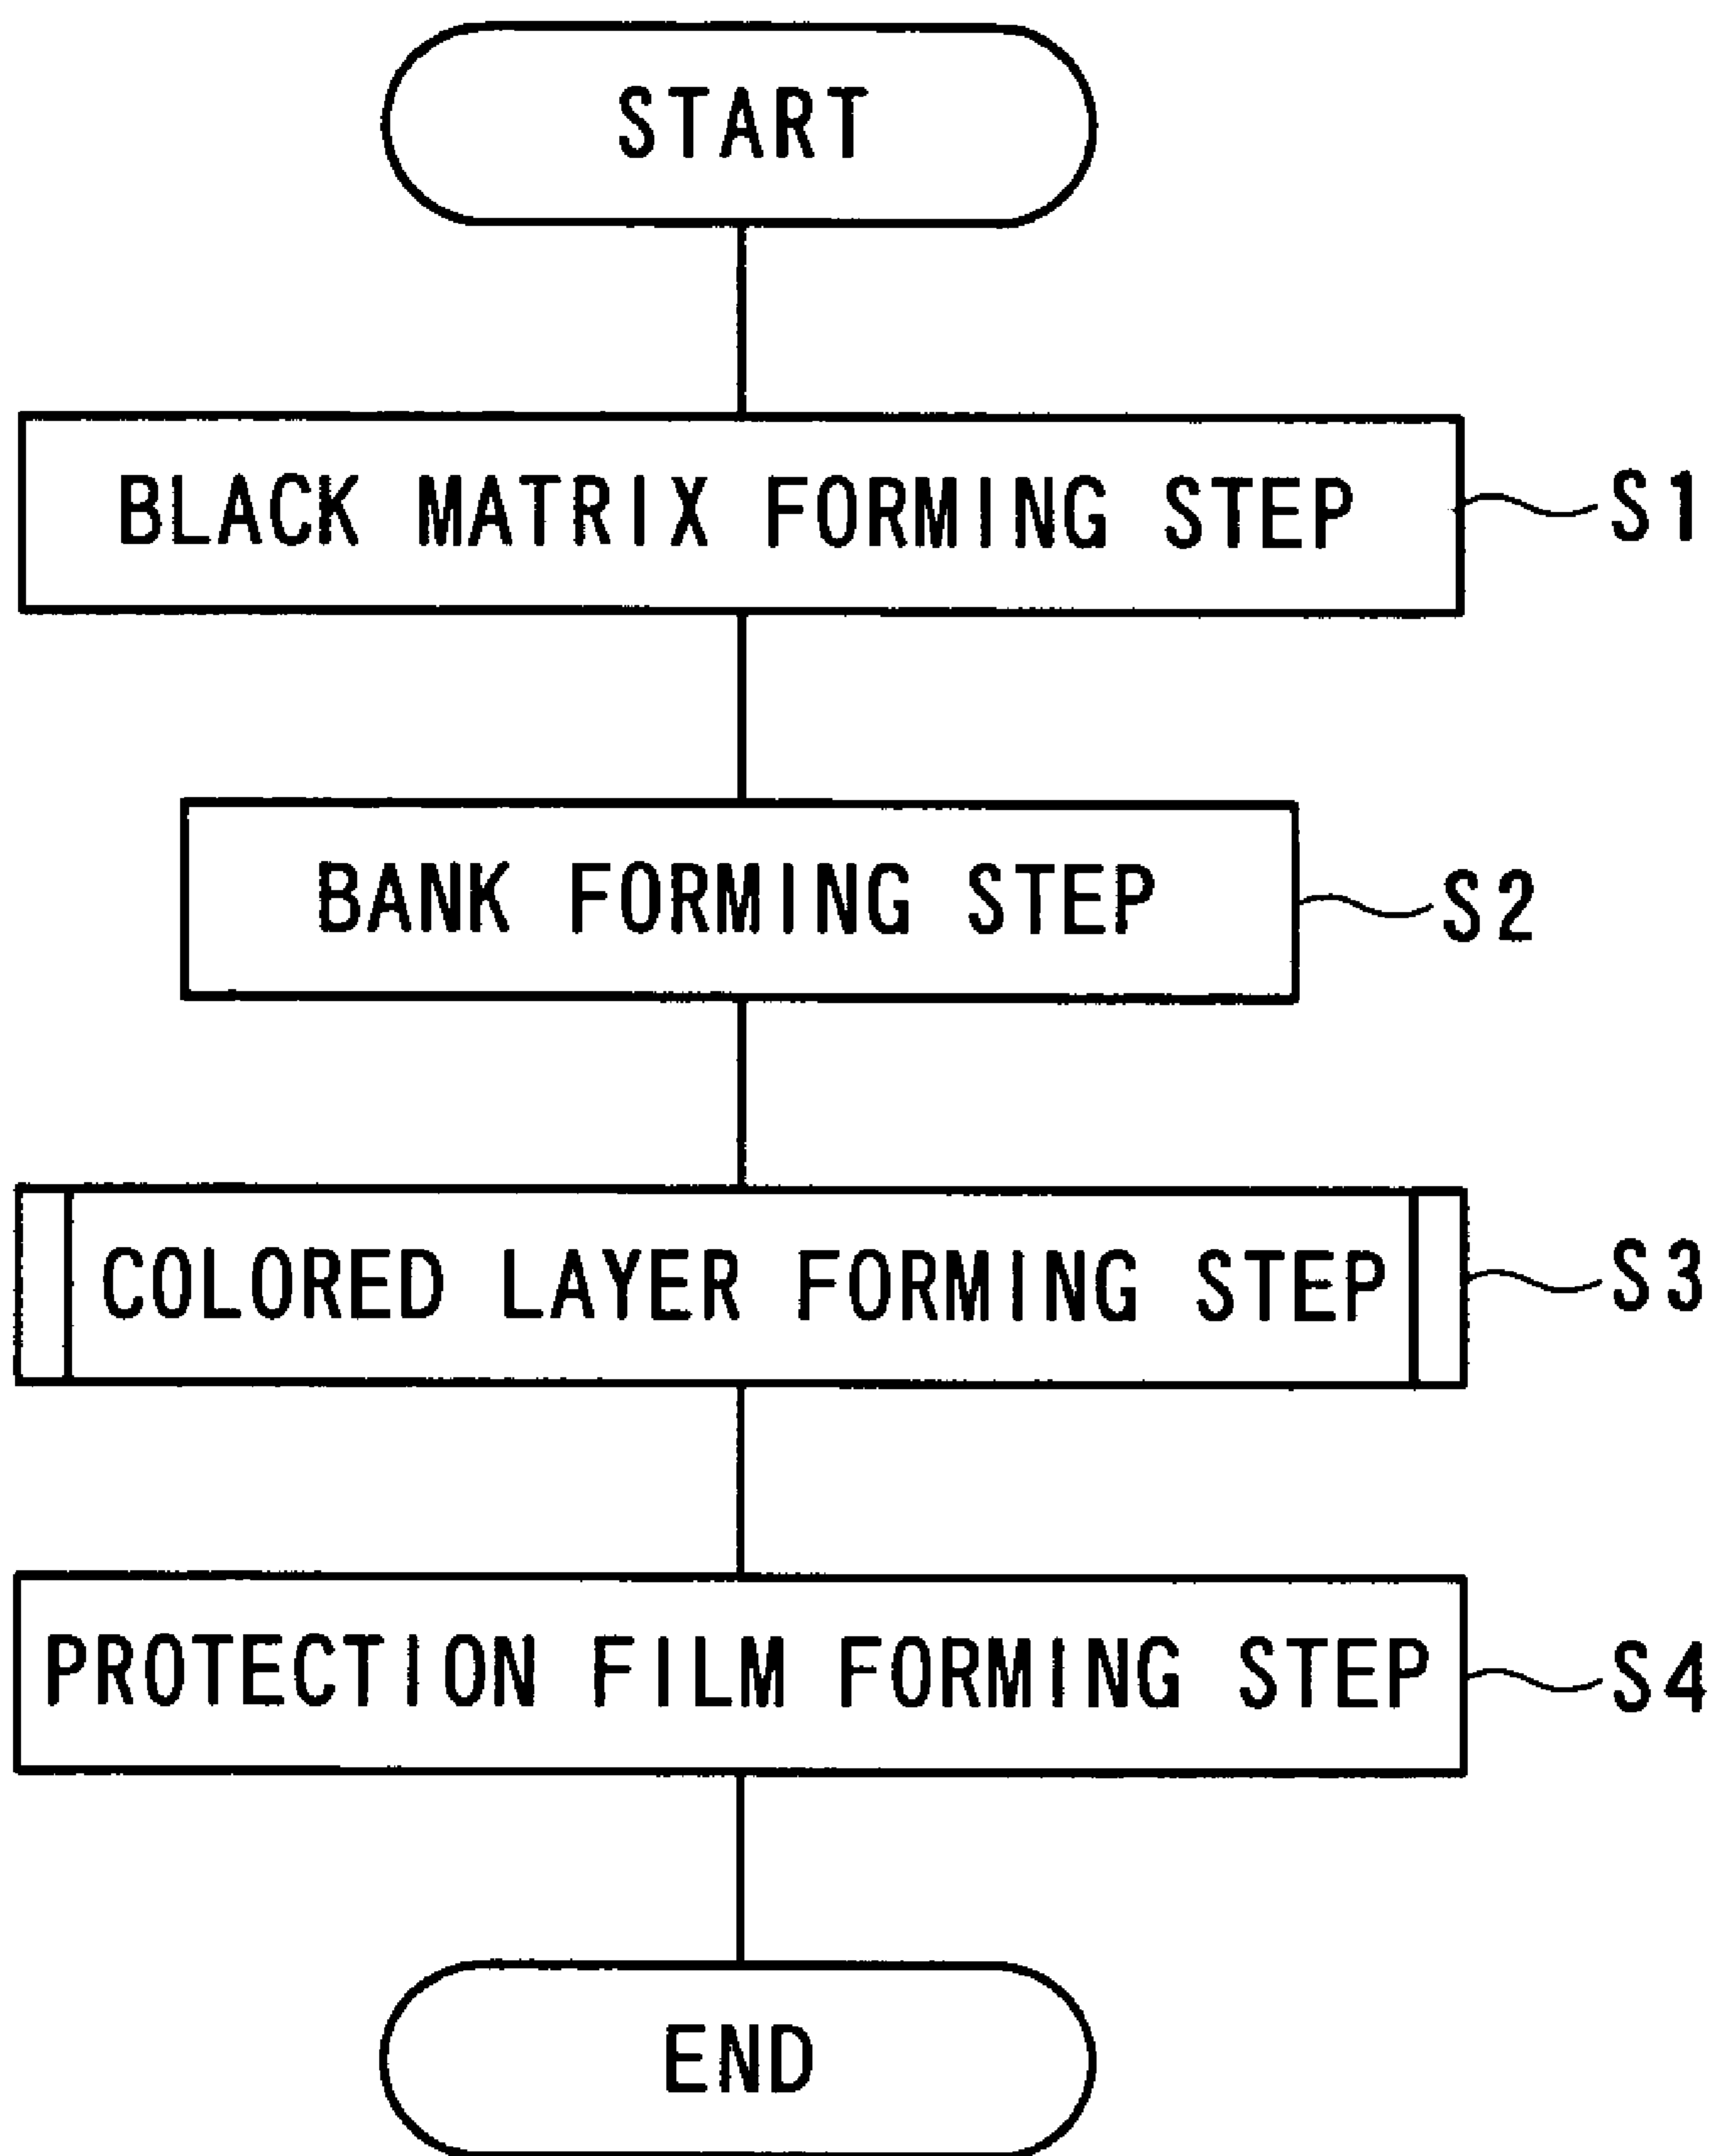 START
BLACK MATRIX FORMING STEP S1
BANK FORMING STEP S2
COLORED LAYER FORMING STEP S3
PROTECTION FILM FORMING STEP S4
END